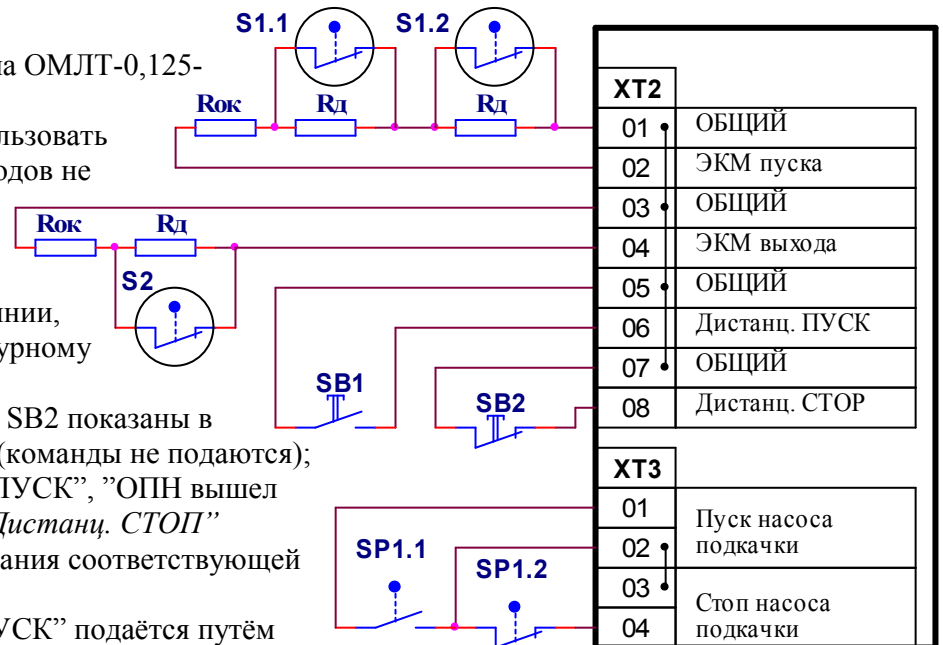 S1.1 S1.2
на ОМЛТ-0,125-
Rок Rд Rд
XT2
01 ОБЩИЙ
02 ЭКМ пуска
03 ОБЩИЙ
04 ЭКМ выхода
05 ОБЩИЙ
06 Дистанц. ПУСК
07 ОБЩИЙ
08 Дистанц. СТОР
одов не
Rок Rд
S2
урному
SB1
SB2
SB2 показаны в
(команды не подаются);
ПУСК”, ”ОПН вышел
Дистанц. СТОП”
ания соответствующей
XT3
01
02
Пуск насоса
подкачки
03
04
Стоп насоса
подкачки
SP1.1
SP1.2
УСК” подаётся путём